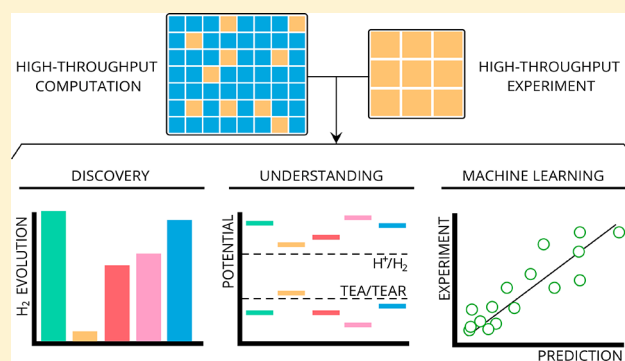 HIGH-THROUGHPUT
COMPUTATION
HIGH-THROUGHPUT
EXPERIMENT
DISCOVERY
UNDERSTANDING
MACHINE LEARNING
H₂ EVOLUTION
POTENTIAL
H⁺/H₂
TEA/TEAR
EXPERIMENT
PREDICTION